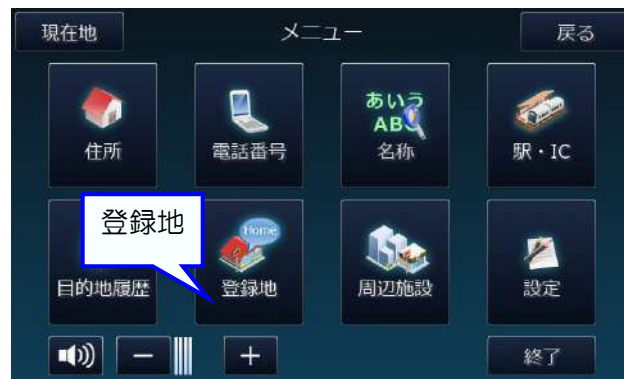 現在地
メニュー
戻る
住所
電話番号
あいう
AB
名称
駅・IC
登録地
Home
目的地履歴
登録地
周辺施設
設定
－
＋
終了